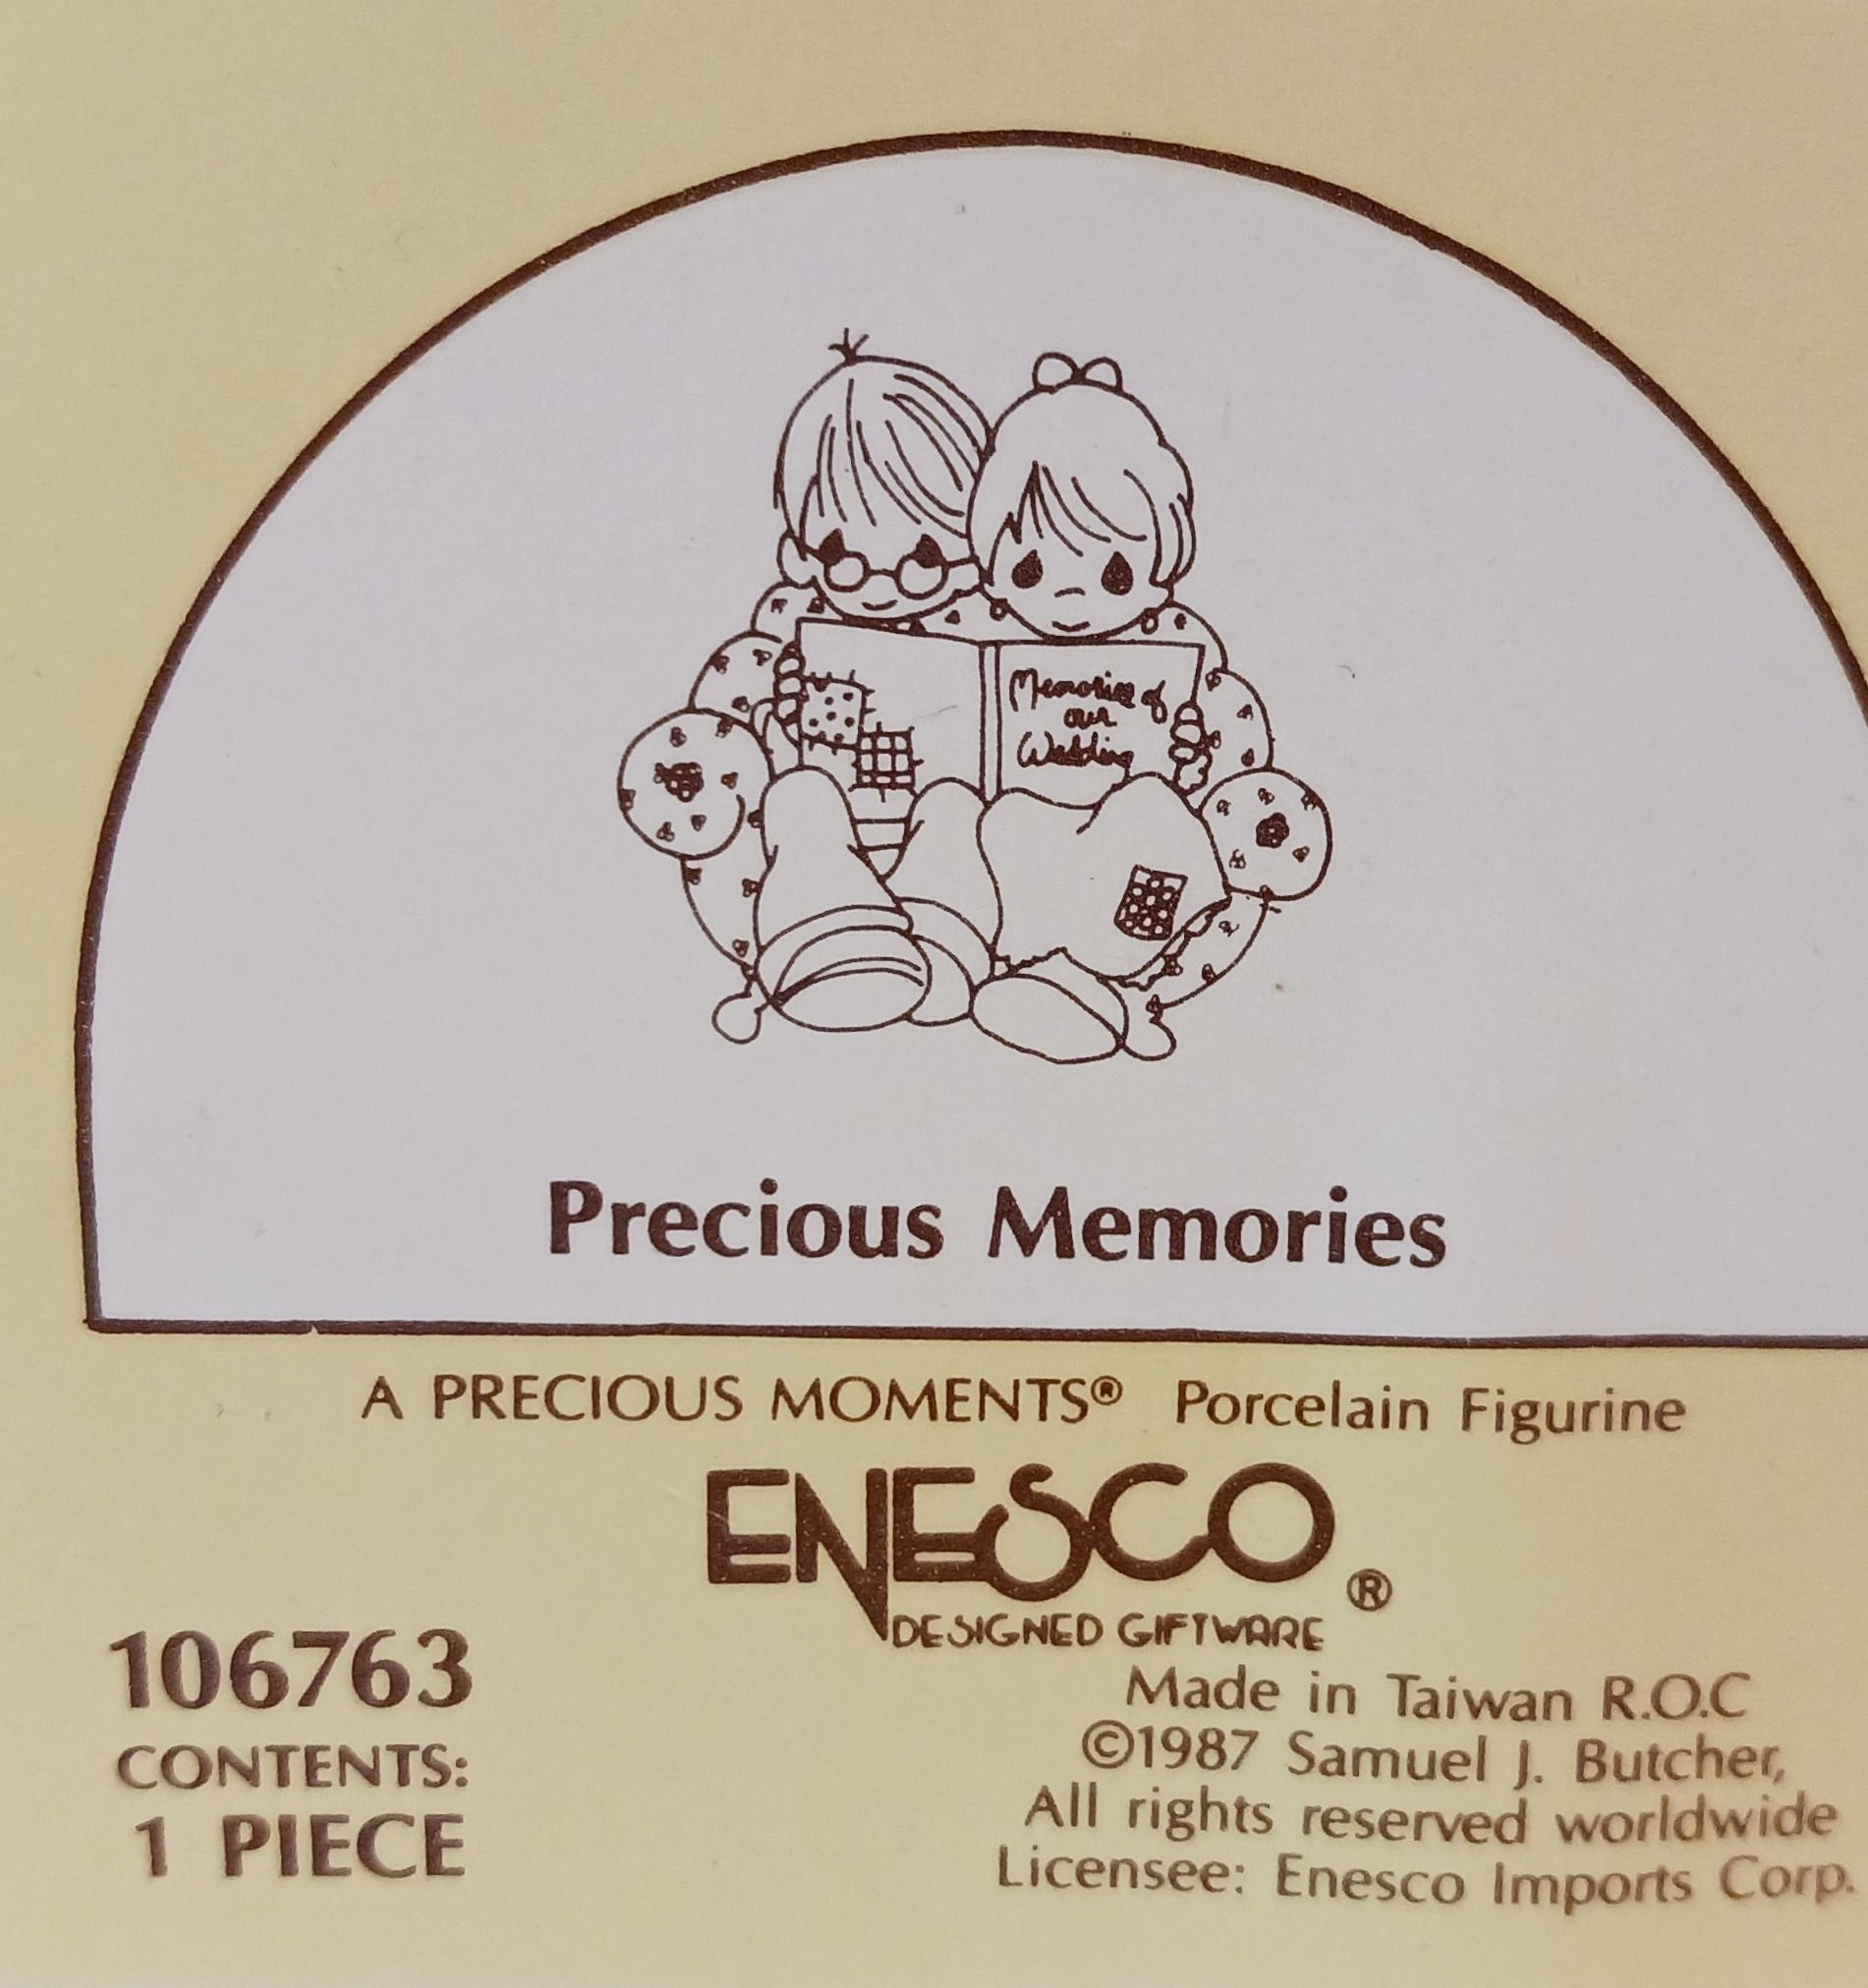 Memories of
our
Wedding
Precious Memories
A PRECIOUS MOMENTS® Porcelain Figurine
ENESCO ®
DESIGNED GIFTWARE
106763
CONTENTS:
1 PIECE
Made in Taiwan R.O.C
©1987 Samuel J. Butcher,
All rights reserved worldwide
Licensee: Enesco Imports Corp.